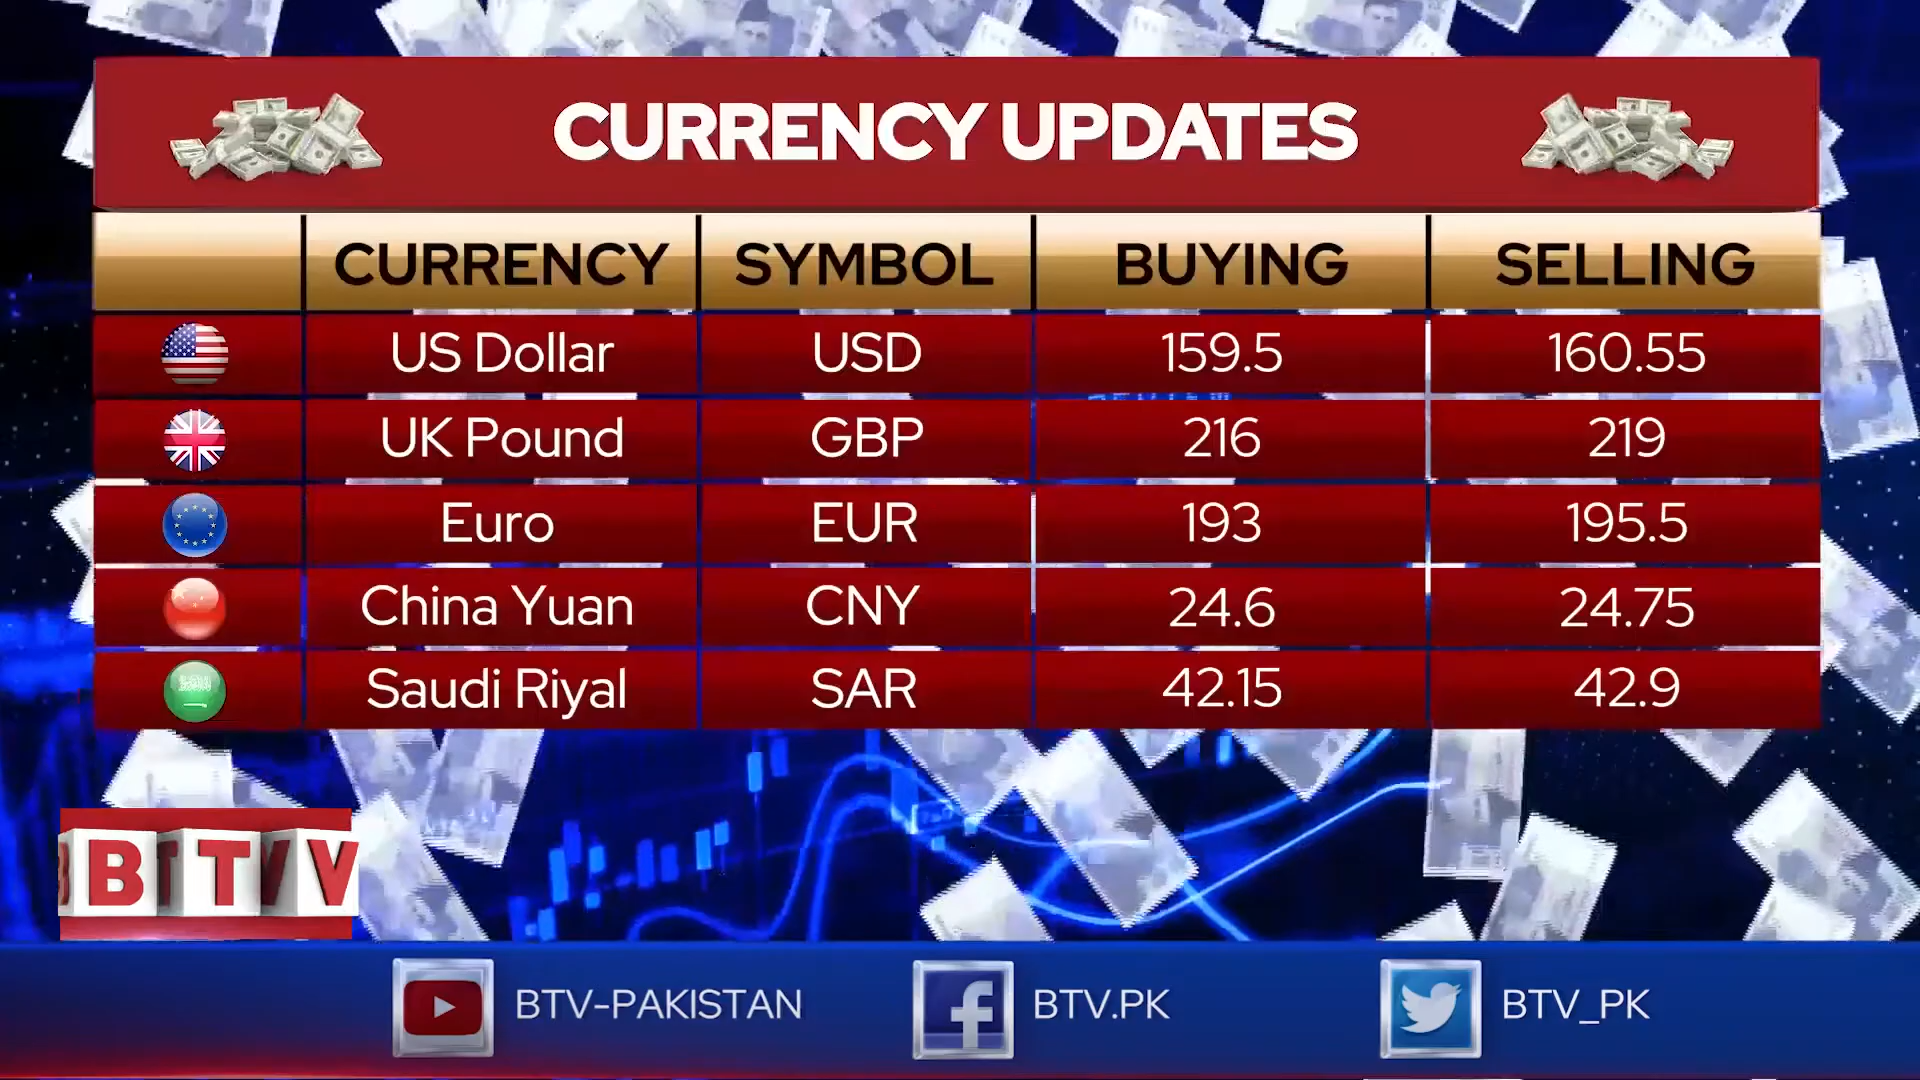 CURRENCY UPDATES
CURRENCY SYMBOL BUYING SELLING
US Dollar USD 159.5 160.55
UK Pound GBP 216 219
Euro EUR 193 195.5
China Yuan CNY 24.6 24.75
Saudi Riyal SAR 42.15 42.9
BTV
BTV-PAKISTAN BTV.PK BTV_PK